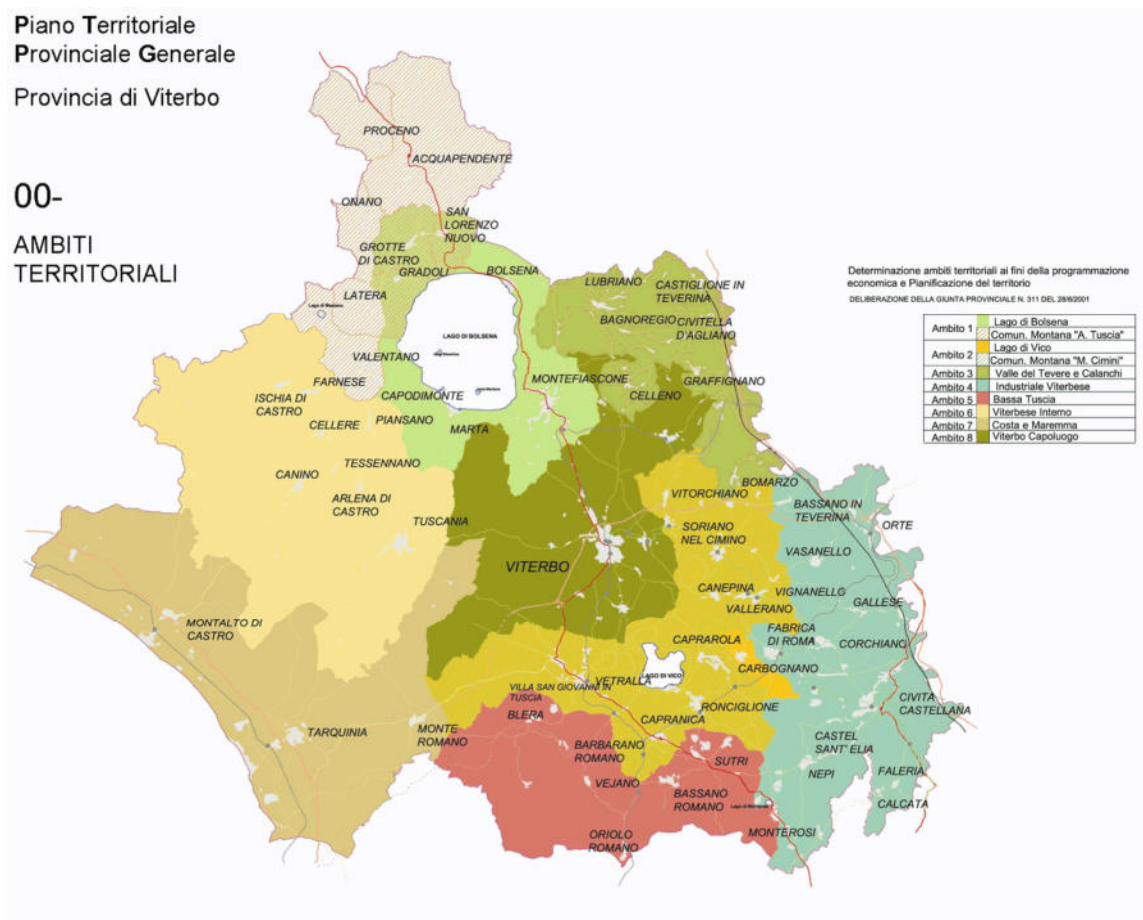 Piano Territoriale
Provinciale Generale
Provincia di Viterbo
00-
AMBITI
TERRITORIALI
Determinazione ambiti territoriali ai fini della programmazione
economica e Pianificazione del territorio
DELIBERAZIONE DELLA GIUNTA PROVINCIALE N. 311 DEL 28/6/2001
Ambito 1 Lago di Bolsena
Comun. Montana "A. Tuscia"
Ambito 2 Lago di Vico
Comun. Montana "M. Cimini"
Ambito 3 Valle del Tevere e Calanchi
Ambito 4 Industriale Viterbese
Ambito 5 Bassa Tuscia
Ambito 6 Viterbese Interno
Ambito 7 Costa e Maremma
Ambito 8 Viterbo Capoluogo
PROCENO
ACQUAPENDENTE
ONANO
SAN
LORENZO
NUOVO
GROTTE
DI CASTRO
GRADOLI
BOLSENA
LATERA
Lago di Mezzano
LAGO DI BOLSENA
LUBRIANO
CASTIGLIONE IN
TEVERINA
BAGNOREGIO
CIVITELLA
D'AGLIANO
VALENTANO
FARNESE
MONTEFIASCONE
GRAFFIGNANO
CELLENO
ISCHIA DI
CASTRO
CAPODIMONTE
CELLERE
PIANSANO
MARTA
TESSENNANO
CANINO
ARLENA DI
CASTRO
TUSCANIA
VITORCHIANO
BOMARZO
BASSANO IN
TEVERINA
ORTE
SORIANO
NEL CIMINO
VASANELLO
VITERBO
CANEPINA
VIGNANELLO
VALLERANO
GALLESE
MONTALTO DI
CASTRO
CAPRAROLA
FABRICA
DI ROMA
CORCHIANO
LAGO DI VICO
CARBOGNANO
VETRALLA
VILLA SAN GIOVANNI IN
TUSCIA
BLERA
RONCIGLIONE
CAPRANICA
CIVITA
CASTELLANA
TARQUINIA
MONTE
ROMANO
BARBARANO
ROMANO
CASTEL
SANT' ELIA
SUTRI
VEJANO
NEPI
FALERIA
BASSANO
ROMANO
CALCATA
ORIOLO
ROMANO
MONTEROSI